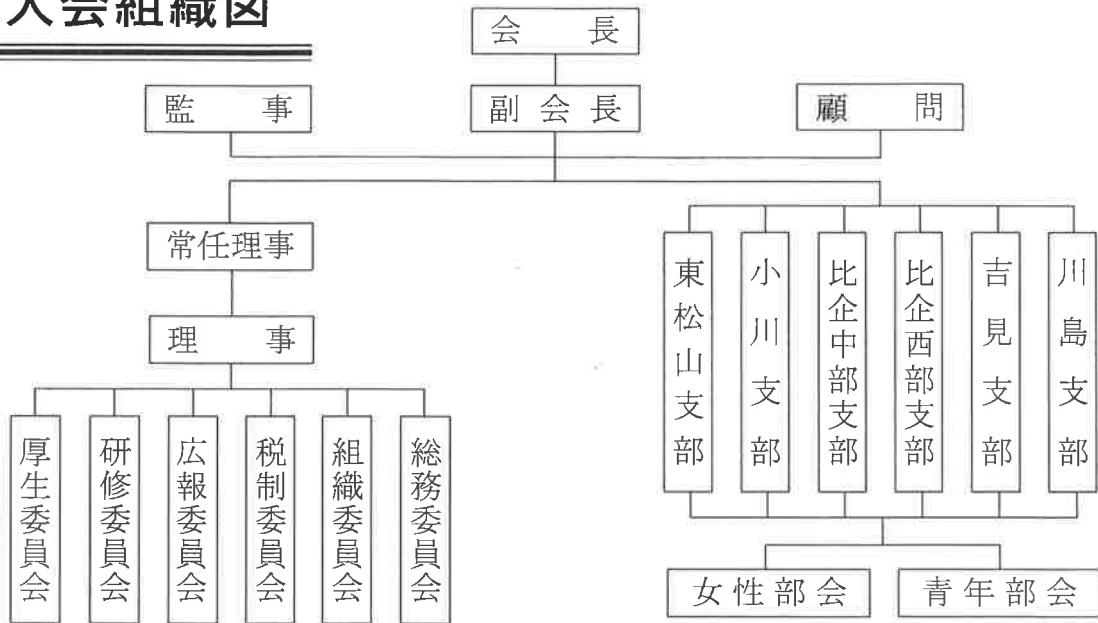 人会組織図
会長
監事
副会長
顧問
常任理事
理事
東松山支部
小川支部
比企中部支部
比企西部支部
吉見支部
川島支部
厚生委員会
研修委員会
広報委員会
税制委員会
組織委員会
総務委員会
女性部会
青年部会